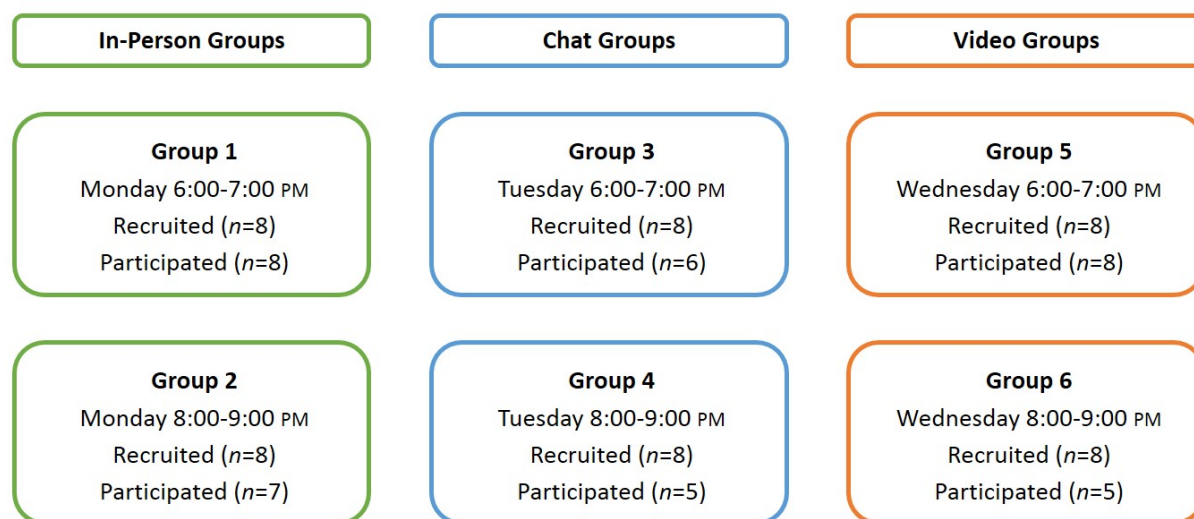 In-Person Groups
Chat Groups
Video Groups
Group 1
Monday 6:00-7:00 PM
Recruited (n=8)
Participated (n=8)
Group 3
Tuesday 6:00-7:00 PM
Recruited (n=8)
Participated (n=6)
Group 5
Wednesday 6:00-7:00 PM
Recruited (n=8)
Participated (n=8)
Group 2
Monday 8:00-9:00 PM
Recruited (n=8)
Participated (n=7)
Group 4
Tuesday 8:00-9:00 PM
Recruited (n=8)
Participated (n=5)
Group 6
Wednesday 8:00-9:00 PM
Recruited (n=8)
Participated (n=5)